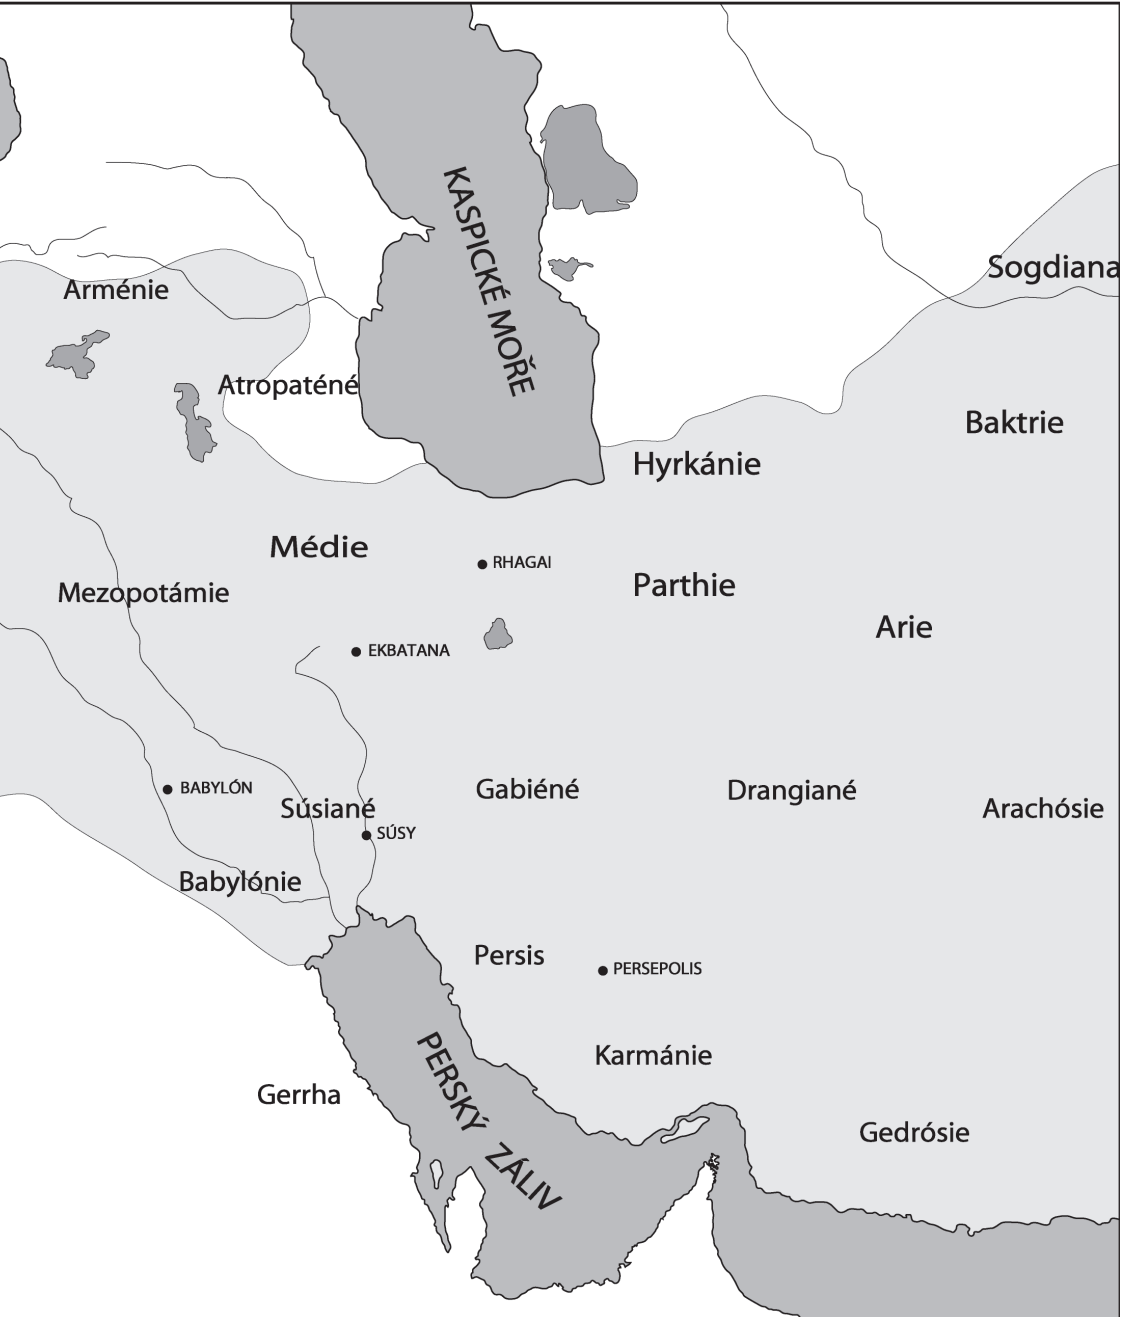 KASPICKÉ MOŘE
Sogdiana
Arménie
Atropaténé
Baktrie
Hyrkánie
Médie
RHAGAI
Parthie
Mezopotámie
Arie
EKBATANA
BABYLÓN
Gabiéné
Drangiané
Súsiané
Arachósie
SÚSY
Babylónie
Persis
PERSEPOLIS
Karmánie
Gerrha
PERSKÝ ZÁLIV
Gedrósie